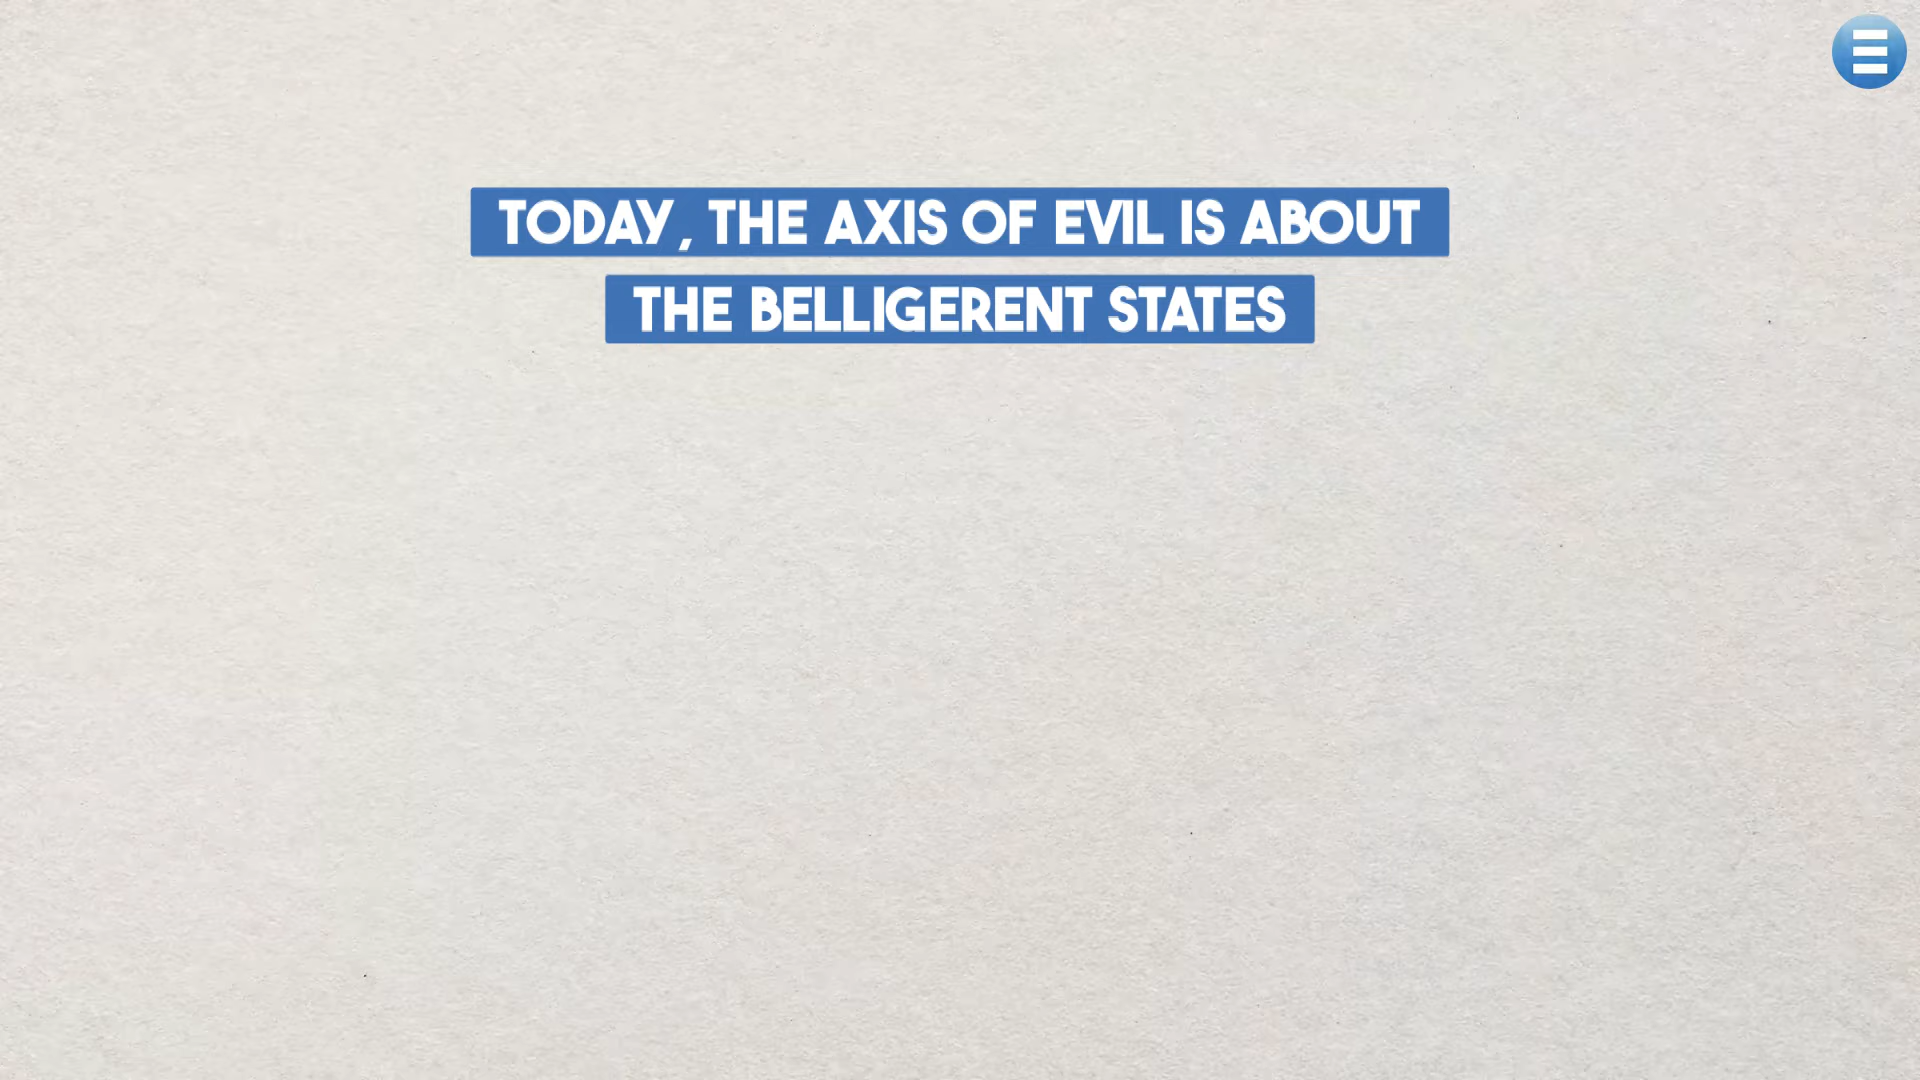 TODAY, THE AXIS OF EVIL IS ABOUT
THE BELLIGERENT STATES